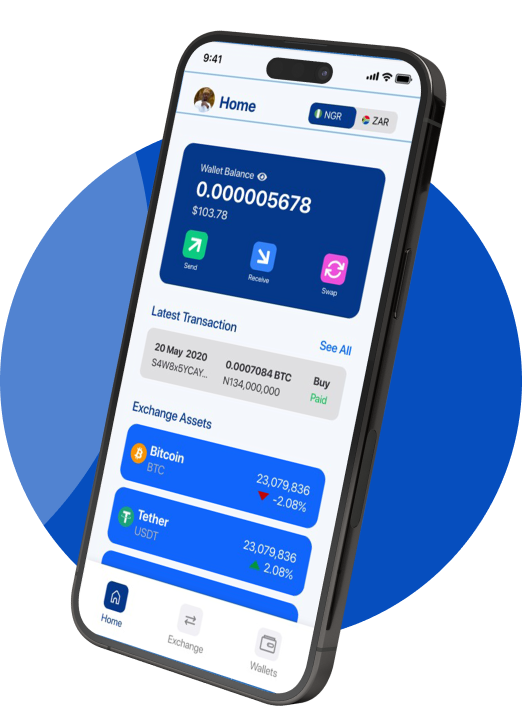 9:41
Home
NGR
ZAR
Wallet Balance
0.000005678
$103.78
Send
Receive
Swap
Latest Transaction
See All
20 May 2020
0.0007084 BTC
Buy
S4W8x5YCAY...
N134,000,000
Paid
Exchange Assets
Bitcoin
BTC
23,079,836
-2.08%
Tether
USDT
23,079,836
2.08%
Home
Exchange
Wallets